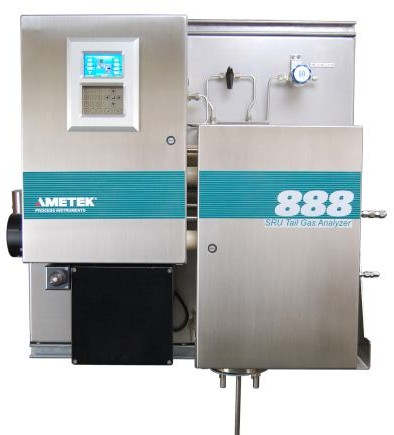 AMETEK®
PROCESS INSTRUMENTS
888
SRU Tail Gas Analyzer